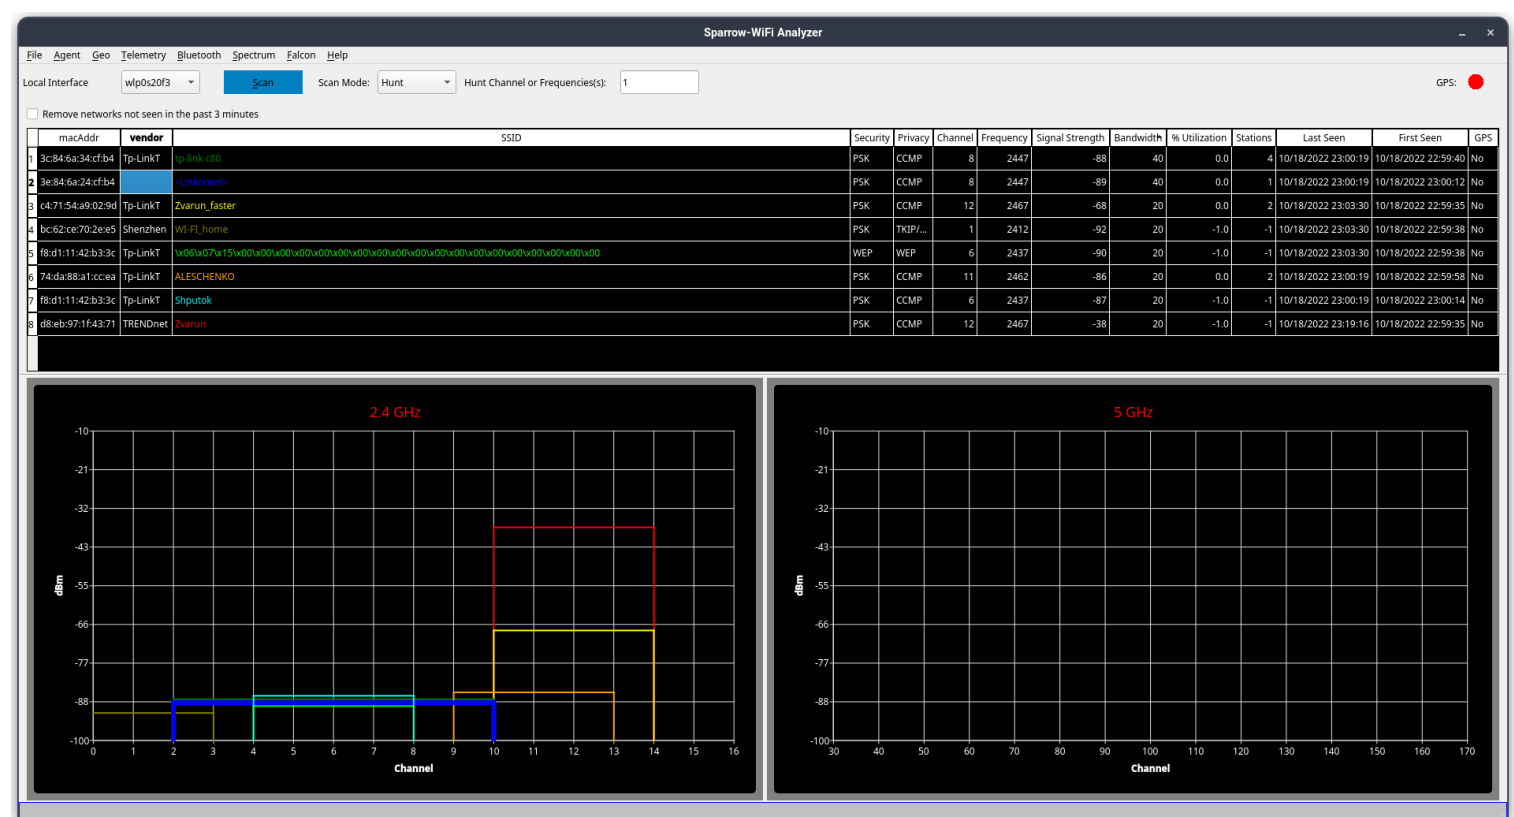 Sparrow-WiFi Analyzer
File Agent Geo Telemetry Bluetooth Spectrum Falcon Help
Local Interface wlp0s20f3 Scan Scan Mode: Hunt Hunt Channel or Frequencies(s): 1 GPS:
Remove networks not seen in the past 3 minutes
macAddr vendor SSID Security Privacy Channel Frequency Signal Strength Bandwidth % Utilization Stations Last Seen First Seen GPS
1 3c:84:6a:34:cf:b4 Tp-LinkT tp-link c80 PSK CCMP 8 2447 -88 40 0.0 4 10/18/2022 23:00:19 10/18/2022 22:59:40 No
2 3e:84:6a:24:cf:b4 <Unknown> PSK CCMP 8 2447 -89 40 0.0 1 10/18/2022 23:00:19 10/18/2022 23:00:12 No
3 c4:71:54:a9:02:9d Tp-LinkT Zvarun_faster PSK CCMP 12 2467 -68 20 0.0 2 10/18/2022 23:03:30 10/18/2022 22:59:35 No
4 bc:62:ce:70:2e:e5 Shenzhen WI-FI_home PSK TKIP/... 1 2412 -92 20 -1.0 -1 10/18/2022 23:03:30 10/18/2022 22:59:38 No
5 f8:d1:11:42:b3:3c Tp-LinkT \x06\x07\x15\x00\x00\x00\x00\x00\x00\x00\x00\x00\x00\x00\x00\x00\x00\x00\x00\x00\x00 WEP WEP 6 2437 -90 20 -1.0 -1 10/18/2022 23:03:30 10/18/2022 22:59:38 No
6 74:da:88:a1:cc:ea Tp-LinkT ALESCHENKO PSK CCMP 11 2462 -86 20 0.0 2 10/18/2022 23:00:19 10/18/2022 22:59:58 No
7 f8:d1:11:42:b3:3c Tp-LinkT Shputok PSK CCMP 6 2437 -87 20 -1.0 -1 10/18/2022 23:00:19 10/18/2022 23:00:14 No
8 d8:eb:97:1f:43:71 TRENDnet Zvarun PSK CCMP 12 2467 -38 20 -1.0 -1 10/18/2022 23:19:16 10/18/2022 22:59:35 No
2.4 GHz
-10
-21
-32
-43
-55
-66
-77
-88
-100
dBm
0 1 2 3 4 5 6 7 8 9 10 11 12 13 14 15 16
Channel
5 GHz
-10
-21
-32
-43
-55
-66
-77
-88
-100
dBm
30 40 50 60 70 80 90 100 110 120 130 140 150 160 170
Channel